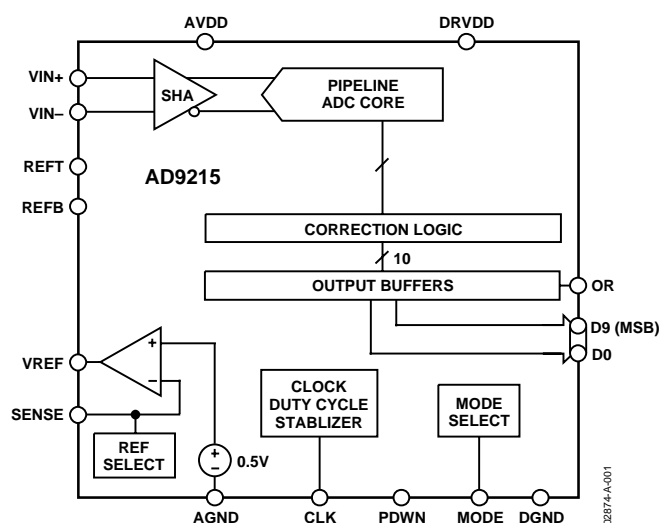 AVDD
DRVDD
VIN+
VIN–
SHA
PIPELINE
ADC CORE
REFT
REFB
AD9215
CORRECTION LOGIC
10
OUTPUT BUFFERS
OR
D9 (MSB)
D0
VREF
+
–
SENSE
REF
SELECT
+
–
0.5V
CLOCK
DUTY CYCLE
STABLIZER
MODE
SELECT
AGND
CLK
PDWN
MODE
DGND
02874-A-001